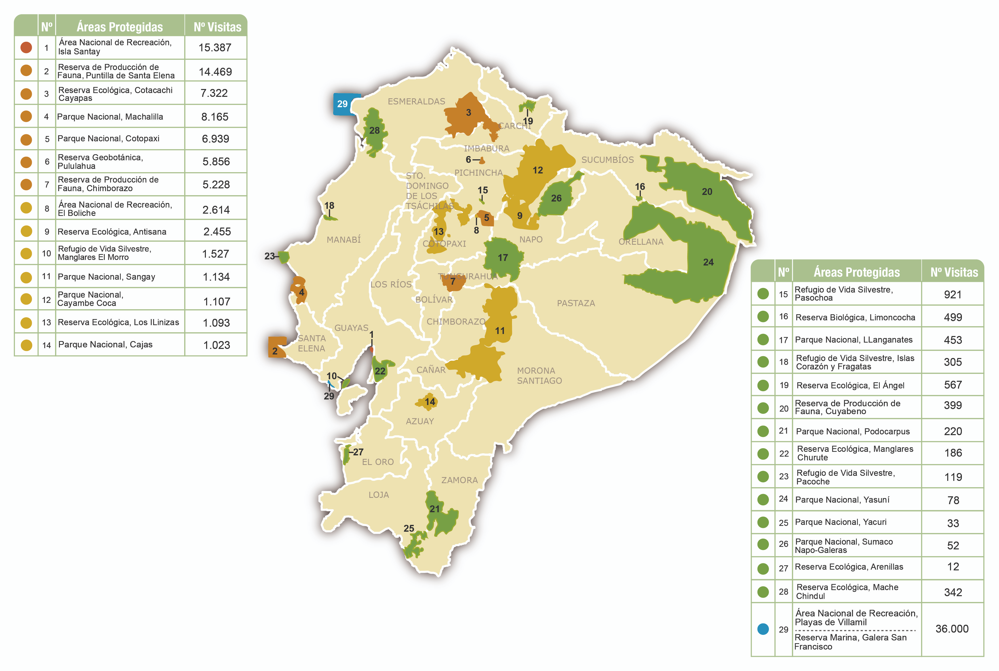 Nº Áreas Protegidas Nº Visitas
1 Área Nacional de Recreación,
Isla Santay 15.387
2 Reserva de Producción de
Fauna, Puntilla de Santa Elena 14.469
3 Reserva Ecológica, Cotacachi
Cayapas 7.322
4 Parque Nacional, Machalilla 8.165
5 Parque Nacional, Cotopaxi 6.939
6 Reserva Geobotánica,
Pululahua 5.856
7 Reserva de Producción de
Fauna, Chimborazo 5.228
8 Área Nacional de Recreación,
El Boliche 2.614
9 Reserva Ecológica, Antisana 2.455
10 Refugio de Vida Silvestre,
Manglares El Morro 1.527
11 Parque Nacional, Sangay 1.134
12 Parque Nacional,
Cayambe Coca 1.107
13 Reserva Ecológica, Los ILinizas 1.093
14 Parque Nacional, Cajas 1.023
29
ESMERALDAS
3
19
CARCHI
28
IMBABURA
6
PICHINCHA
12
SUCUMBÍOS
STO.
DOMINGO
DE LOS
TSÁCHILAS
15
26
16
20
18
9
5
8
13
MANABÍ
COTOPAXI
NAPO
ORELLANA
23
17
24
TUNGURAHUA
7
LOS RÍOS
4
BOLÍVAR
PASTAZA
CHIMBORAZO
11
GUAYAS
1
SANTA
ELENA
2
22
CAÑAR
MORONA
SANTIAGO
10
29
14
AZUAY
27
EL ORO
ZAMORA
LOJA
21
25
Nº Áreas Protegidas Nº Visitas
15 Refugio de Vida Silvestre,
Pasochoa 921
16 Reserva Biológica, Limoncocha 499
17 Parque Nacional, LLanganates 453
18 Refugio de Vida Silvestre, Islas
Corazón y Fragatas 305
19 Reserva Ecológica, El Ángel 567
20 Reserva de Producción de
Fauna, Cuyabeno 399
21 Parque Nacional, Podocarpus 220
22 Reserva Ecológica, Manglares
Churute 186
23 Refugio de Vida Silvestre,
Pacoche 119
24 Parque Nacional, Yasuní 78
25 Parque Nacional, Yacuri 33
26 Parque Nacional, Sumaco
Napo-Galeras 52
27 Reserva Ecológica, Arenillas 12
28 Reserva Ecológica, Mache
Chindul 342
29 Área Nacional de Recreación,
Playas de Villamil 36.000
Reserva Marina, Galera San
Francisco